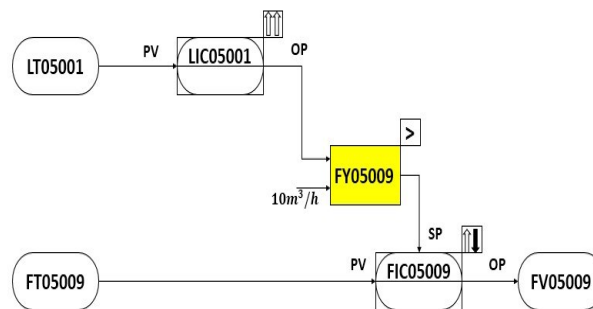 LT05001
PV
LIC05001
OP
>
FY05009
10m³/h
SP
FT05009
PV
FIC05009
OP
FV05009